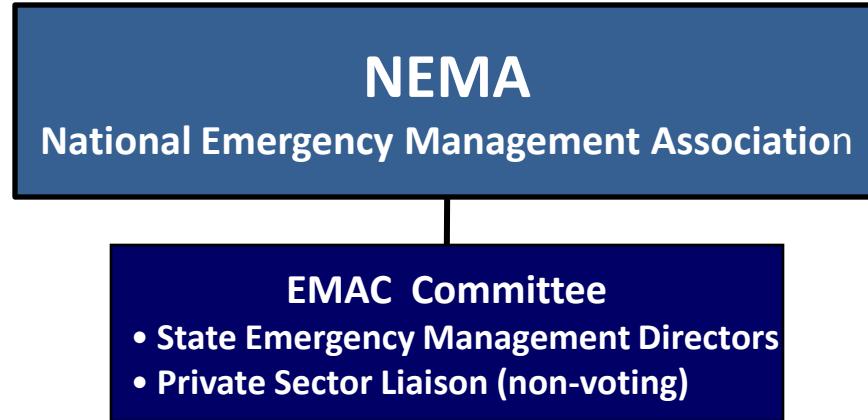 NEMA
National Emergency Management Association
EMAC  Committee
• State Emergency Management Directors
• Private Sector Liaison (non-voting)